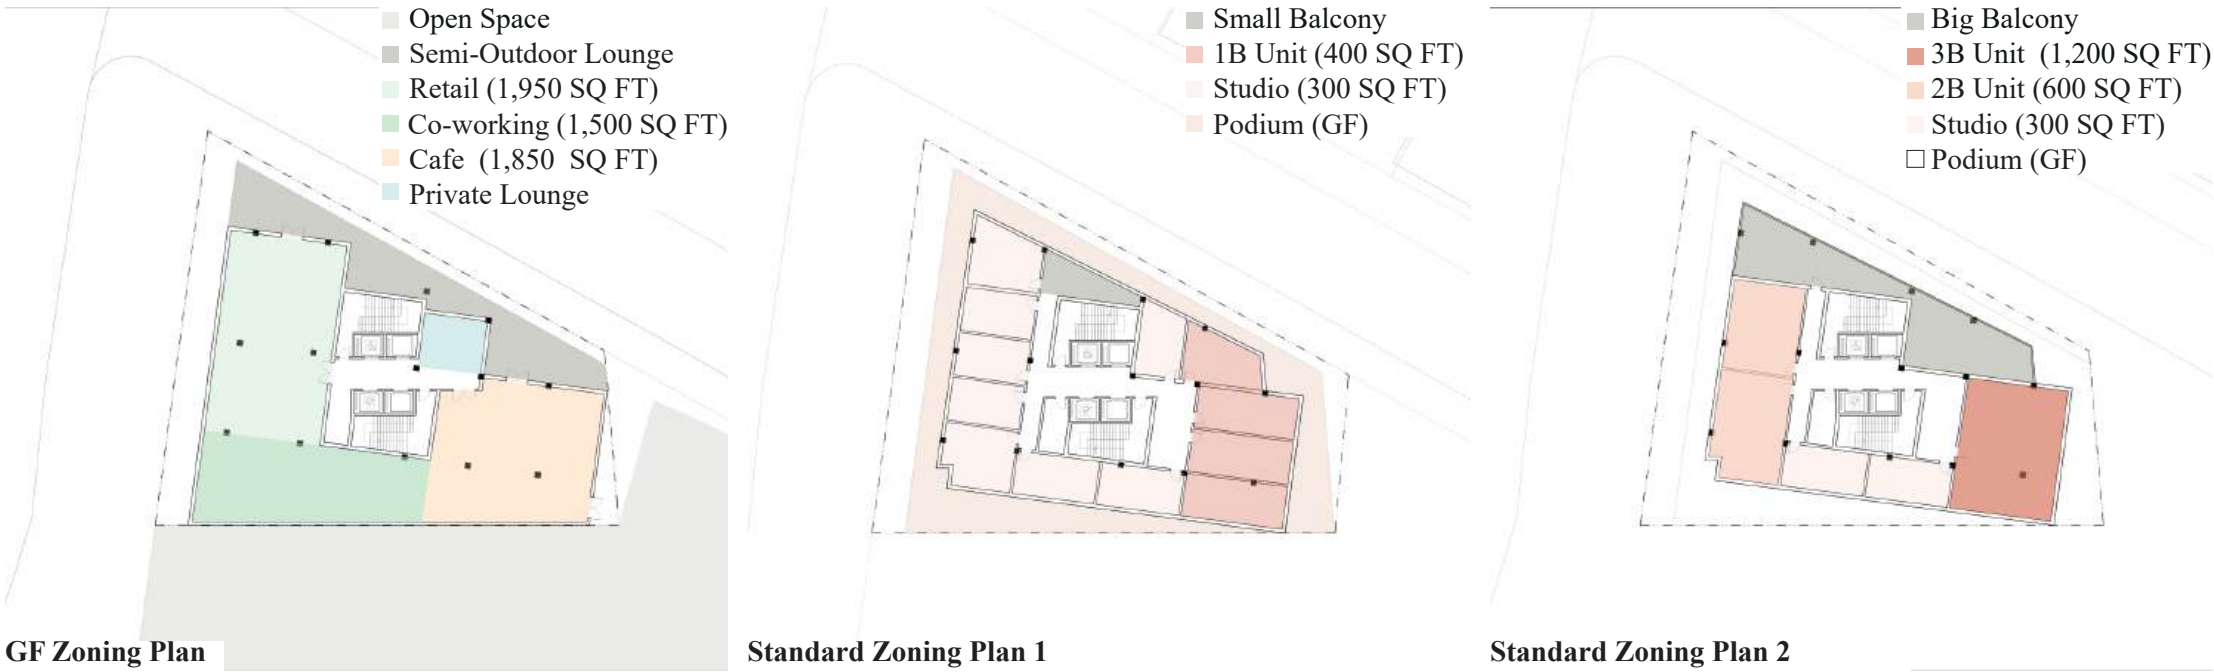 Open Space
Semi-Outdoor Lounge
Retail (1,950 SQ FT)
Co-working (1,500 SQ FT)
Cafe (1,850 SQ FT)
Private Lounge
GF Zoning Plan
Small Balcony
1B Unit (400 SQ FT)
Studio (300 SQ FT)
Podium (GF)
Standard Zoning Plan 1
Big Balcony
3B Unit (1,200 SQ FT)
2B Unit (600 SQ FT)
Studio (300 SQ FT)
Podium (GF)
Standard Zoning Plan 2